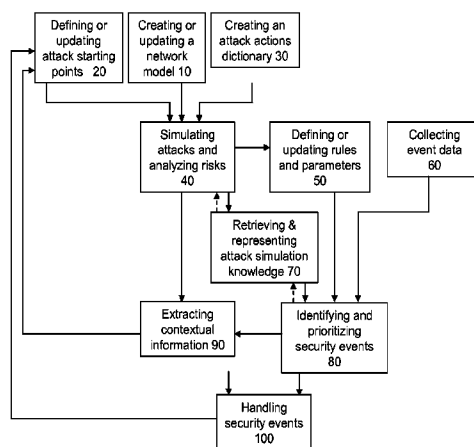 Defining or
updating
attack starting
points 20
Creating or
updating a
network
model 10
Creating an
attack actions
dictionary 30
Simulating
attacks and
analyzing risks
40
Defining or
updating rules
and parameters
50
Collecting
event data
60
Retrieving &
representing
attack simulation
knowledge 70
Extracting
contextual
information 90
Identifying and
prioritizing
security events
80
Handling
security events
100